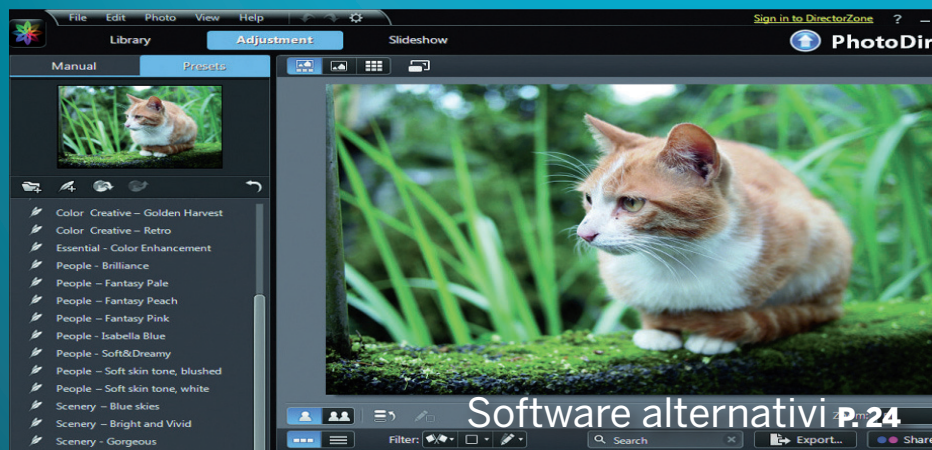 File Edit Photo View Help
Sign in to DirectorZone ? _
Library Adjustment Slideshow
PhotoDir
Manual Presets
Color Creative – Golden Harvest
Color Creative – Retro
Essential - Color Enhancement
People - Brilliance
People – Fantasy Pale
People – Fantasy Peach
People – Fantasy Pink
People - Isabella Blue
People - Soft&Dreamy
People – Soft skin tone, blushed
People – Soft skin tone, white
Scenery – Blue skies
Scenery – Bright and Vivid
Scenery - Gorgeous
Software alternativi P. 24
Filter: Search Export... Share